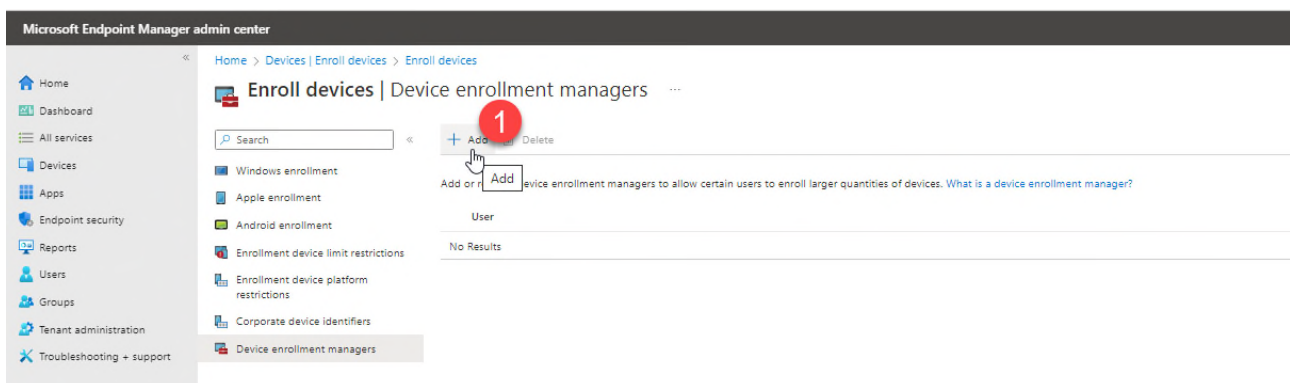 Microsoft Endpoint Manager admin center
«
Home > Devices | Enroll devices > Enroll devices
Enroll devices | Device enrollment managers ...
Home
Dashboard
All services
Devices
Apps
Endpoint security
Reports
Users
Groups
Tenant administration
Troubleshooting + support
Search
«
Windows enrollment
Apple enrollment
Android enrollment
Enrollment device limit restrictions
Enrollment device platform
restrictions
Corporate device identifiers
Device enrollment managers
1
+ Add Delete
Add
Add or evice enrollment managers to allow certain users to enroll larger quantities of devices. What is a device enrollment manager?
User
No Results